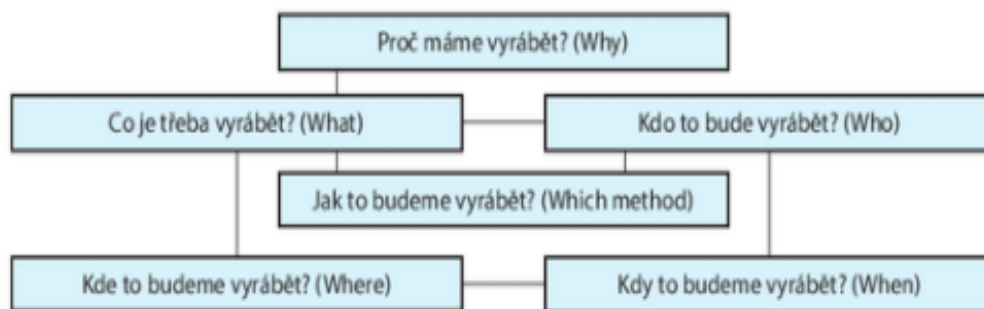 Proč máme vyrábět? (Why)
Co je třeba vyrábět? (What)
Kdo to bude vyrábět? (Who)
Jak to budeme vyrábět? (Which method)
Kde to budeme vyrábět? (Where)
Kdy to budeme vyrábět? (When)